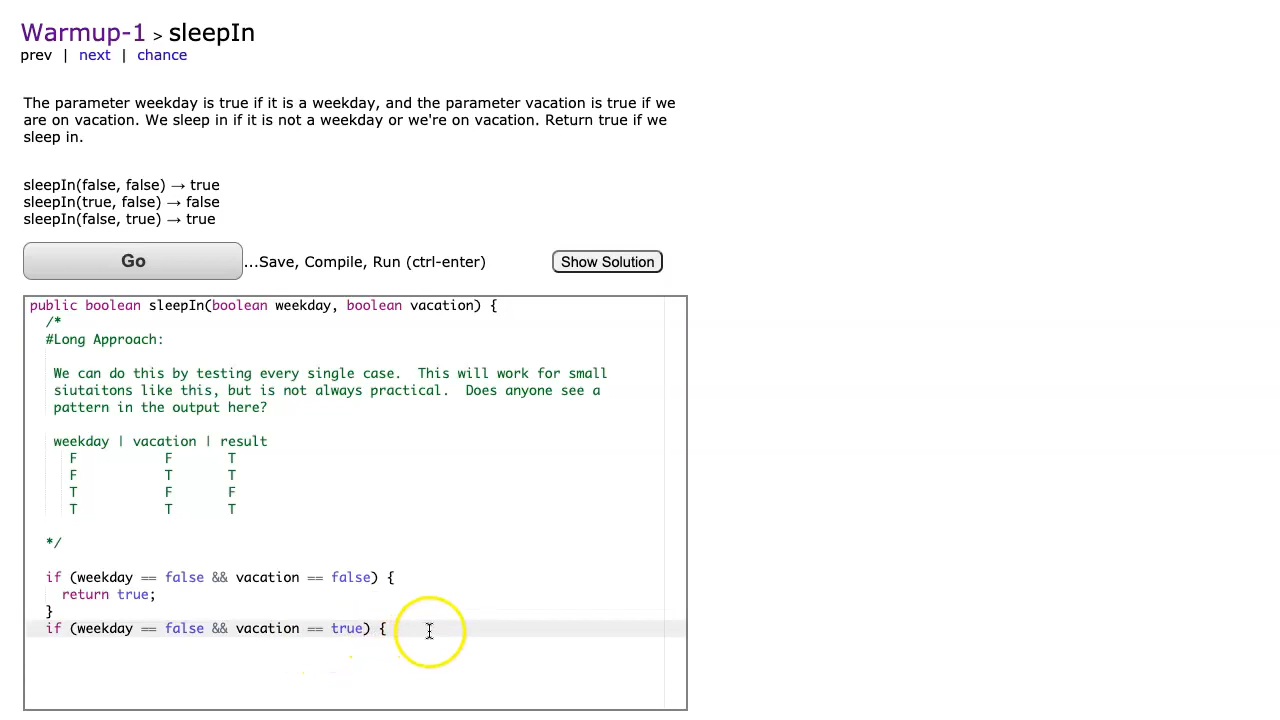 Warmup-1 > sleepIn
prev | next | chance
The parameter weekday is true if it is a weekday, and the parameter vacation is true if we
are on vacation. We sleep in if it is not a weekday or we're on vacation. Return true if we
sleep in.
sleepIn(false, false) → true
sleepIn(true, false) → false
sleepIn(false, true) → true
Go ...Save, Compile, Run (ctrl-enter) Show Solution
public boolean sleepIn(boolean weekday, boolean vacation) {
/*
#Long Approach:
We can do this by testing every single case. This will work for small
siutaitons like this, but is not always practical. Does anyone see a
pattern in the output here?
weekday | vacation | result
F F T
F T T
T F F
T T T
*/
if (weekday == false && vacation == false) {
return true;
}
if (weekday == false && vacation == true) {